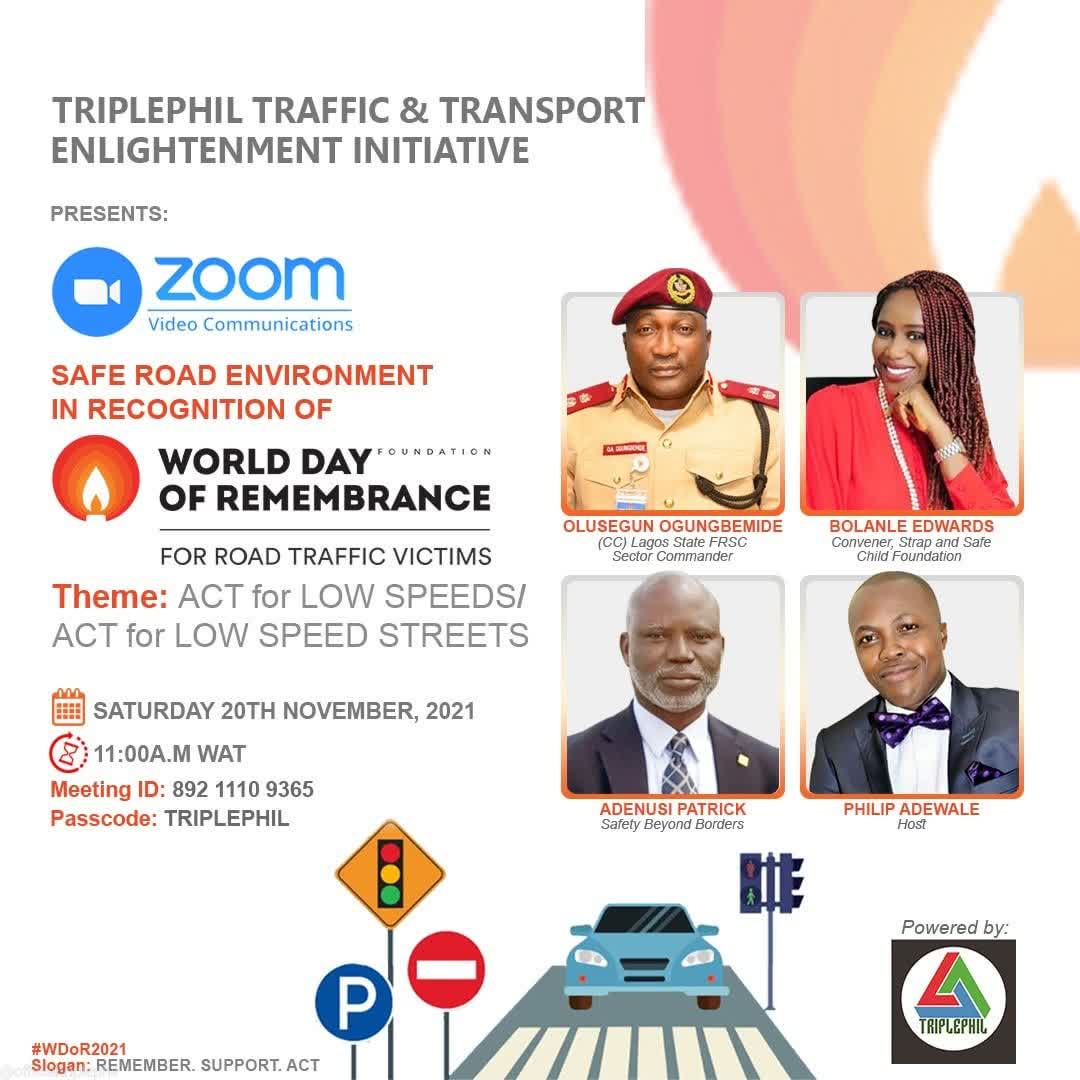 TRIPLEPHIL TRAFFIC & TRANSPORT
ENLIGHTENMENT INITIATIVE
PRESENTS:
zoom
Video Communications
SAFE ROAD ENVIRONMENT
IN RECOGNITION OF
WORLD DAY FOUNDATION
OF REMEMBRANCE
FOR ROAD TRAFFIC VICTIMS
Theme: ACT for LOW SPEEDS/
ACT for LOW SPEED STREETS
SATURDAY 20TH NOVEMBER, 2021
11:00A.M WAT
Meeting ID: 892 1110 9365
Passcode: TRIPLEPHIL
OLUSEGUN OGUNGBEMIDE
(CC) Lagos State FRSC
Sector Commander
BOLANLE EDWARDS
Convener, Strap and Safe
Child Foundation
ADENUSI PATRICK
Safety Beyond Borders
PHILIP ADEWALE
Host
P
Powered by:
TRIPLEPHIL
#WDoR2021
Slogan: REMEMBER. SUPPORT. ACT